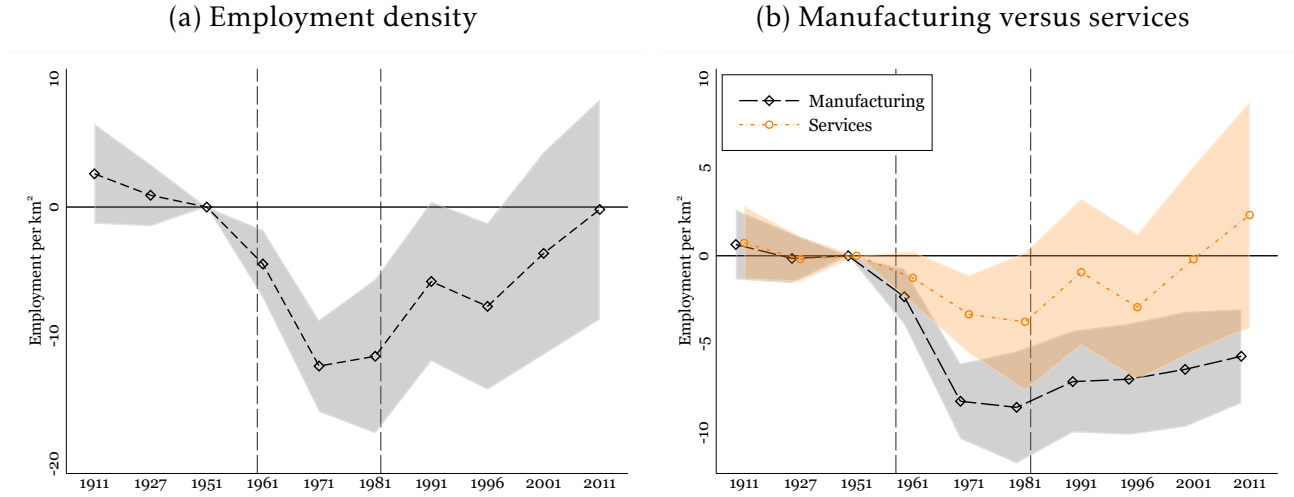 (a) Employment density
Employment per km²
10
0
-10
-20
1911 1927 1951 1961 1971 1981 1991 1996 2001 2011
(b) Manufacturing versus services
Manufacturing
Services
Employment per km²
10
5
0
-5
-10
1911 1927 1951 1961 1971 1981 1991 1996 2001 2011